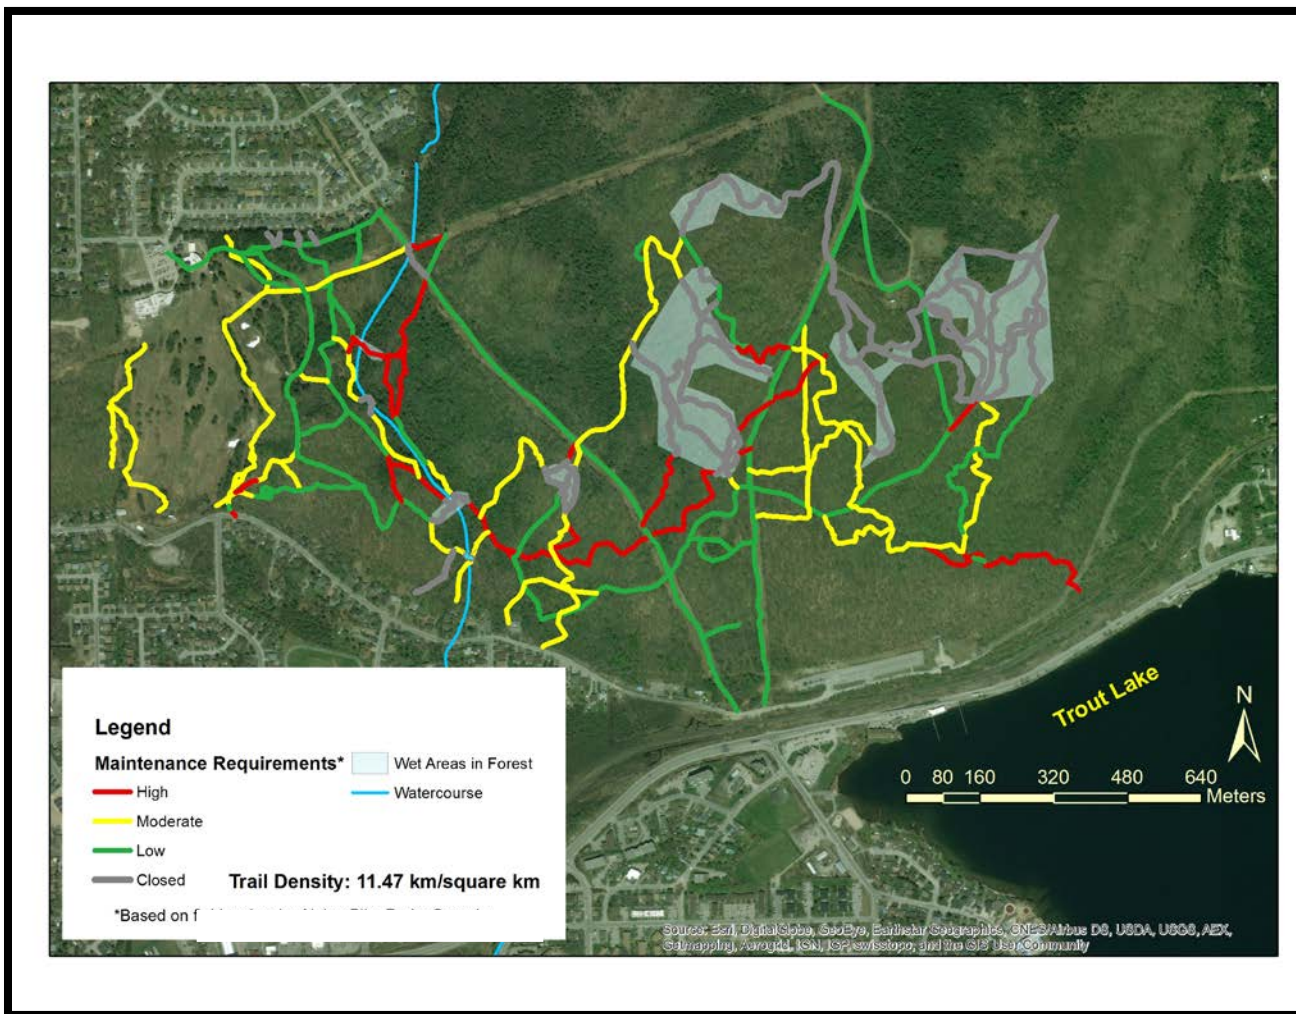 Trout Lake
N
0 80 160 320 480 640
Meters
Legend
Maintenance Requirements*
High
Moderate
Low
Closed
Wet Areas in Forest
Watercourse
Trail Density: 11.47 km/square km
*Based on
Source: Esri, DigitalGlobe, GeoEye, Earthstar Geographics, CNES/Airbus DS, USDA, USGS, AEX,
Getmapping, Aerogrid, IGN, IGP, swisstopo, and the GIS User Community